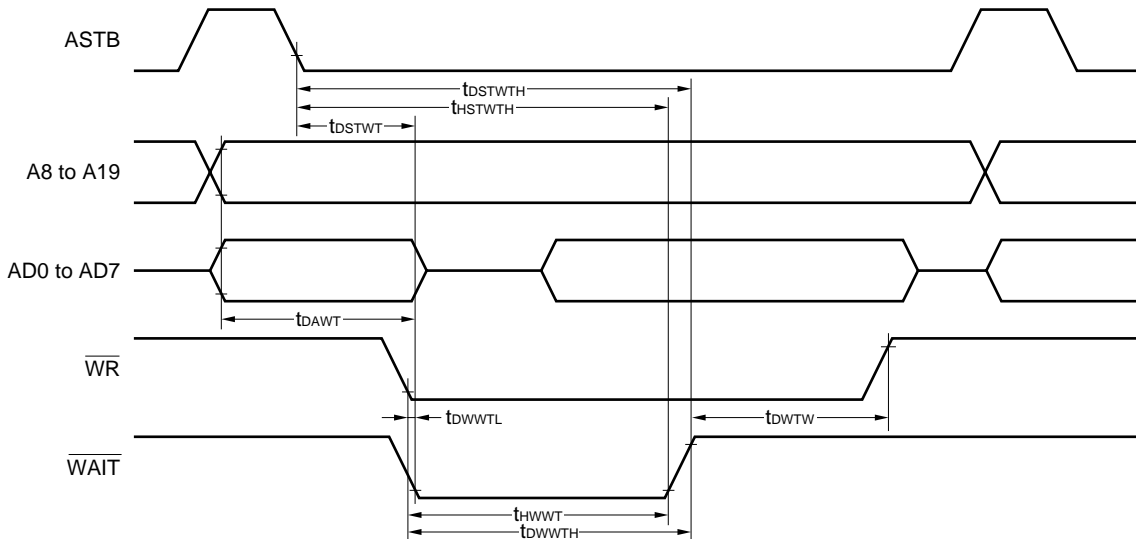 ASTB
tDSTWTH
tHSTWTH
tDSTWT
A8 to A19
AD0 to AD7
tDAWT
WR
tDWWTL
tDWTW
WAIT
tHWWT
tDWWTH